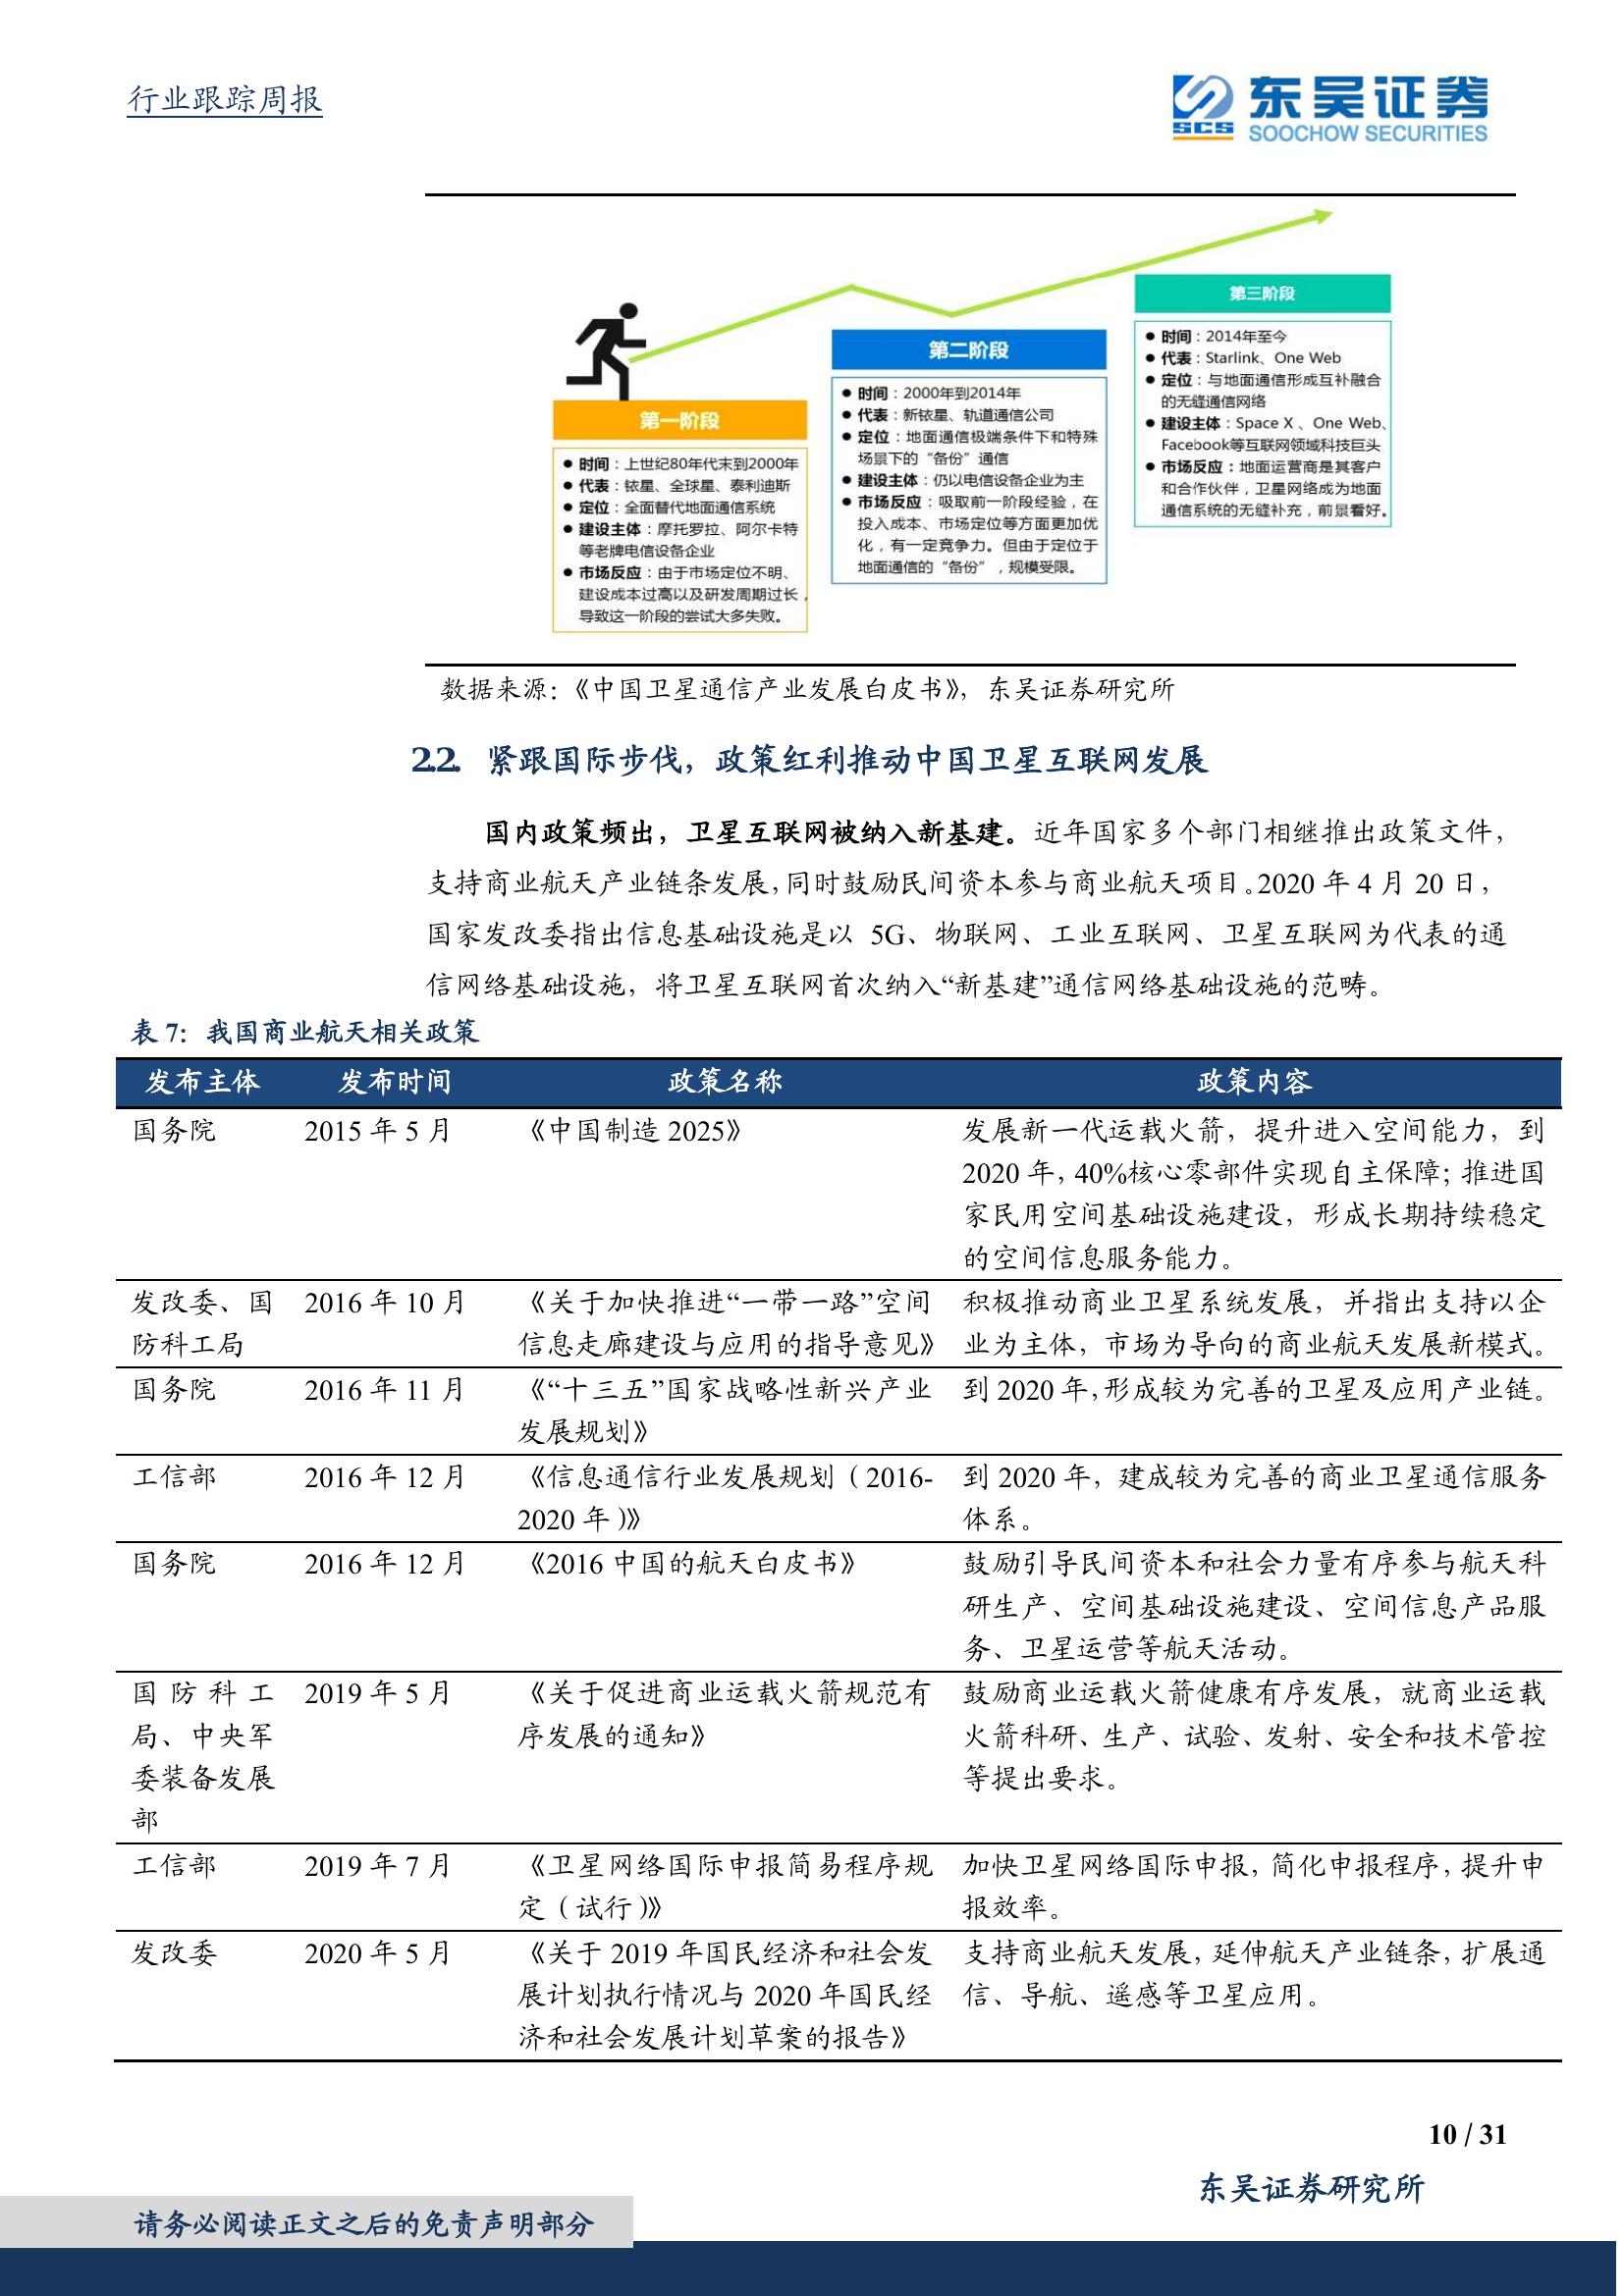 行业跟踪周报
SCS
东吴证券
SOOCHOW SECURITIES
第一阶段
● 时间：上世纪80年代末到2000年
● 代表：铱星、全球星、泰利迪斯
● 定位：全面替代地面通信系统
● 建设主体：摩托罗拉、阿尔卡特
等老牌电信设备企业
● 市场反应：由于市场定位不明、
建设成本过高以及研发周期过长，
导致这一阶段的尝试大多失败。
第二阶段
● 时间：2000年到2014年
● 代表：新铱星、轨道通信公司
● 定位：地面通信极端条件下和特殊
场景下的“备份”通信
● 建设主体：仍以电信设备企业为主
● 市场反应：吸取前一阶段经验，在
投入成本、市场定位等方面更加优
化，有一定竞争力。但由于定位于
地面通信的“备份”，规模受限。
第三阶段
● 时间：2014年至今
● 代表：Starlink、One Web
● 定位：与地面通信形成互补融合
的无缝通信网络
● 建设主体：Space X 、One Web、
Facebook等互联网领域科技巨头
● 市场反应：地面运营商是其客户
和合作伙伴，卫星网络成为地面
通信系统的无缝补充，前景看好。
数据来源：《中国卫星通信产业发展白皮书》，东吴证券研究所
2.2. 紧跟国际步伐，政策红利推动中国卫星互联网发展
国内政策频出，卫星互联网被纳入新基建。近年国家多个部门相继推出政策文件，
支持商业航天产业链条发展，同时鼓励民间资本参与商业航天项目。2020 年 4 月 20 日，
国家发改委指出信息基础设施是以 5G、物联网、工业互联网、卫星互联网为代表的通
信网络基础设施，将卫星互联网首次纳入“新基建”通信网络基础设施的范畴。
表 7：我国商业航天相关政策
发布主体 发布时间 政策名称 政策内容
国务院 2015 年 5 月 《中国制造 2025》 发展新一代运载火箭，提升进入空间能力，到
2020 年，40%核心零部件实现自主保障；推进国
家民用空间基础设施建设，形成长期持续稳定
的空间信息服务能力。
发改委、国 2016 年 10 月 《关于加快推进“一带一路”空间 积极推动商业卫星系统发展，并指出支持以企
防科工局 信息走廊建设与应用的指导意见》 业为主体，市场为导向的商业航天发展新模式。
国务院 2016 年 11 月 《“十三五”国家战略性新兴产业 到 2020 年，形成较为完善的卫星及应用产业链。
发展规划》
工信部 2016 年 12 月 《信息通信行业发展规划（2016- 到 2020 年，建成较为完善的商业卫星通信服务
2020 年）》 体系。
国务院 2016 年 12 月 《2016 中国的航天白皮书》 鼓励引导民间资本和社会力量有序参与航天科
研生产、空间基础设施建设、空间信息产品服
务、卫星运营等航天活动。
国防科工 2019 年 5 月 《关于促进商业运载火箭规范有 鼓励商业运载火箭健康有序发展，就商业运载
局、中央军 序发展的通知》 火箭科研、生产、试验、发射、安全和技术管控
委装备发展 等提出要求。
部
工信部 2019 年 7 月 《卫星网络国际申报简易程序规 加快卫星网络国际申报，简化申报程序，提升申
定（试行）》 报效率。
发改委 2020 年 5 月 《关于 2019 年国民经济和社会发 支持商业航天发展，延伸航天产业链条，扩展通
展计划执行情况与 2020 年国民经 信、导航、遥感等卫星应用。
济和社会发展计划草案的报告》
10 / 31
东吴证券研究所
请务必阅读正文之后的免责声明部分